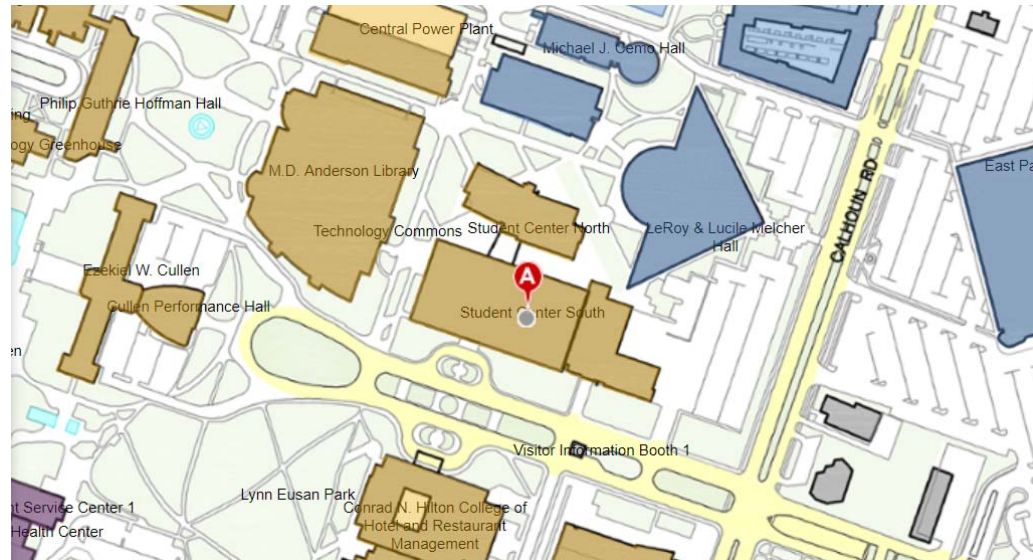 Central Power Plant
Michael J. Cemo Hall
Philip Guthrie Hoffman Hall
ing
ogy Greenhouse
M.D. Anderson Library
East Pa
Technology Commons
Student Center North
LeRoy & Lucile Melcher
Hall
CALHOUN RD
Ezekiel W. Cullen
A
Cullen Performance Hall
Student Center South
en
Visitor Information Booth 1
Lynn Eusan Park
nt Service Center 1
Conrad N. Hilton College of
Hotel and Restaurant
Management
Health Center